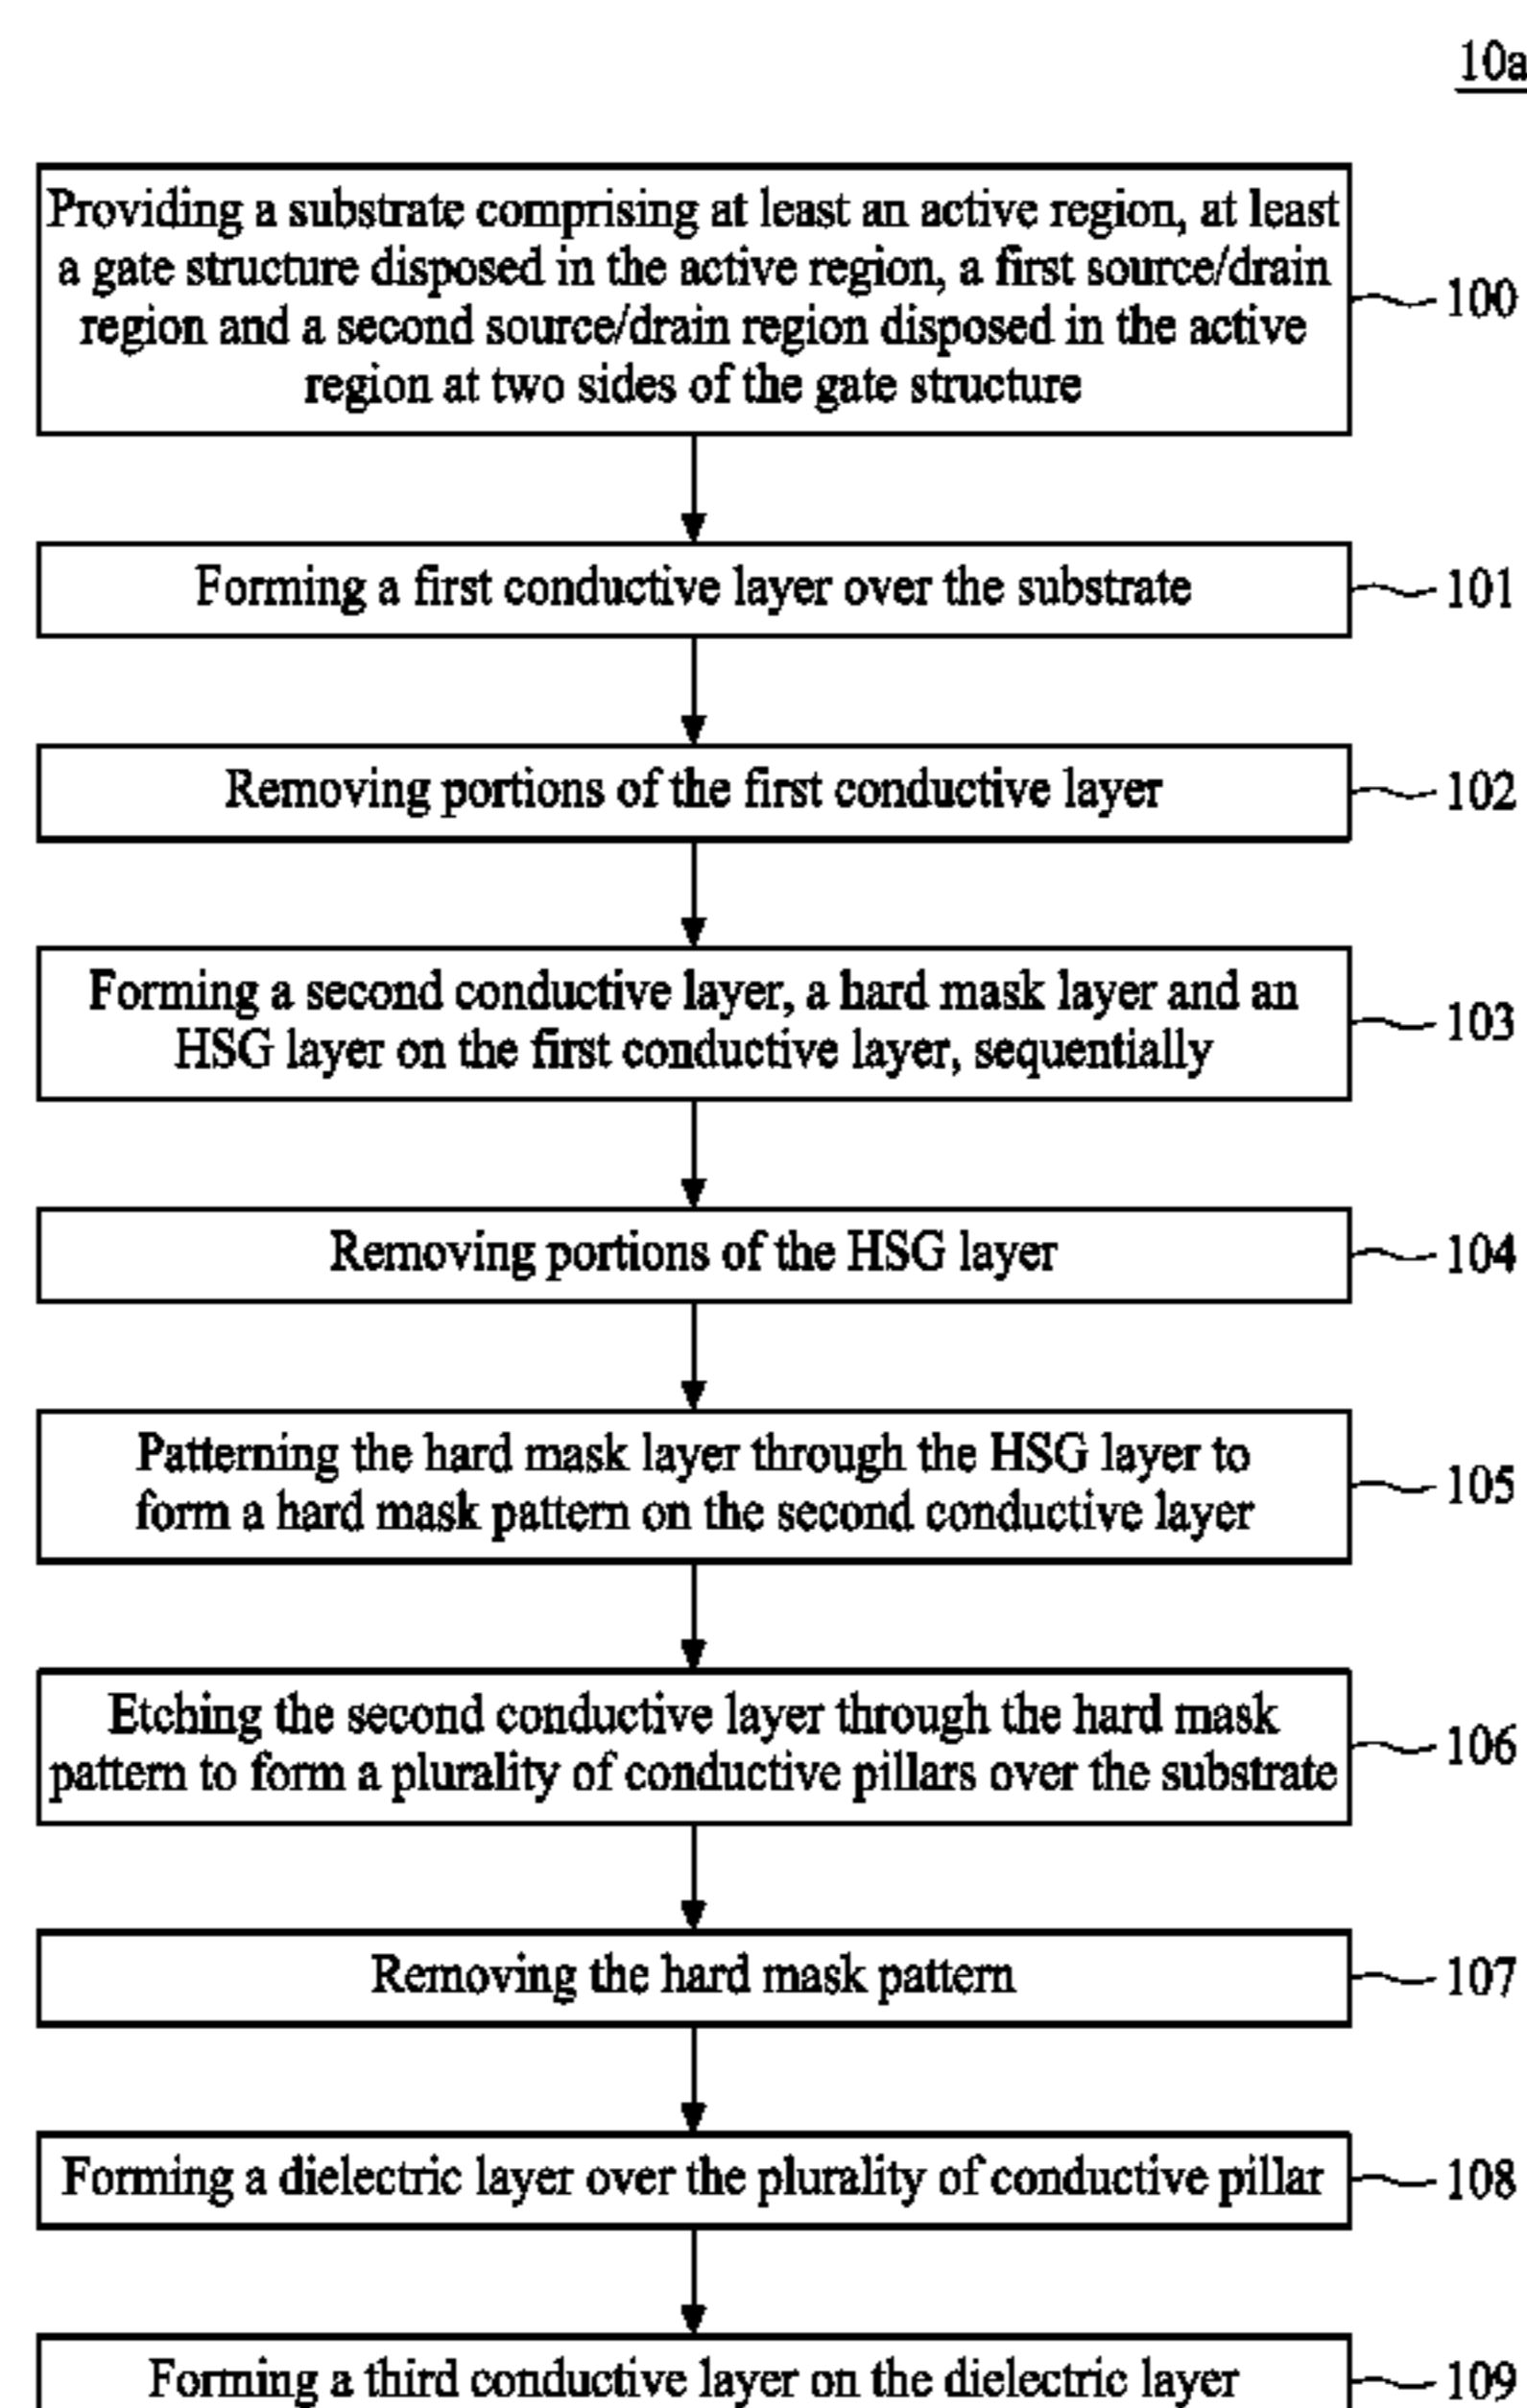 10a
Providing a substrate comprising at least an active region, at least
a gate structure disposed in the active region, a first source/drain
region and a second source/drain region disposed in the active
region at two sides of the gate structure
100
Forming a first conductive layer over the substrate
101
Removing portions of the first conductive layer
102
Forming a second conductive layer, a hard mask layer and an
HSG layer on the first conductive layer, sequentially
103
Removing portions of the HSG layer
104
Patterning the hard mask layer through the HSG layer to
form a hard mask pattern on the second conductive layer
105
Etching the second conductive layer through the hard mask
pattern to form a plurality of conductive pillars over the substrate
106
Removing the hard mask pattern
107
Forming a dielectric layer over the plurality of conductive pillar
108
Forming a third conductive layer on the dielectric layer
109